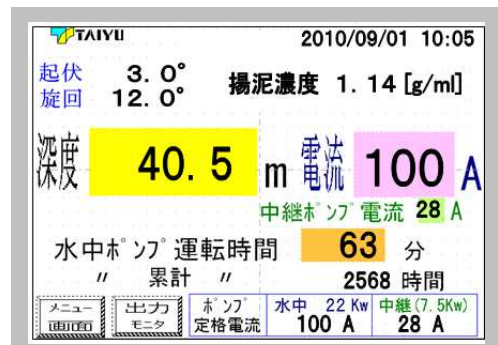 TAIYU
2010/09/01 10:05
起伏 3.0°
旋回 12.0°
揚泥濃度 1.14[g/ml]
深度 40.5 m 電流 100 A
中継ポンプ電流 28 A
水中ポンプ運転時間 63 分
〃 累計 〃 2568 時間
メニュー画面
出力モニタ
ポンプ定格電流
水中 22Kw 100 A
中継(7.5Kw) 28 A